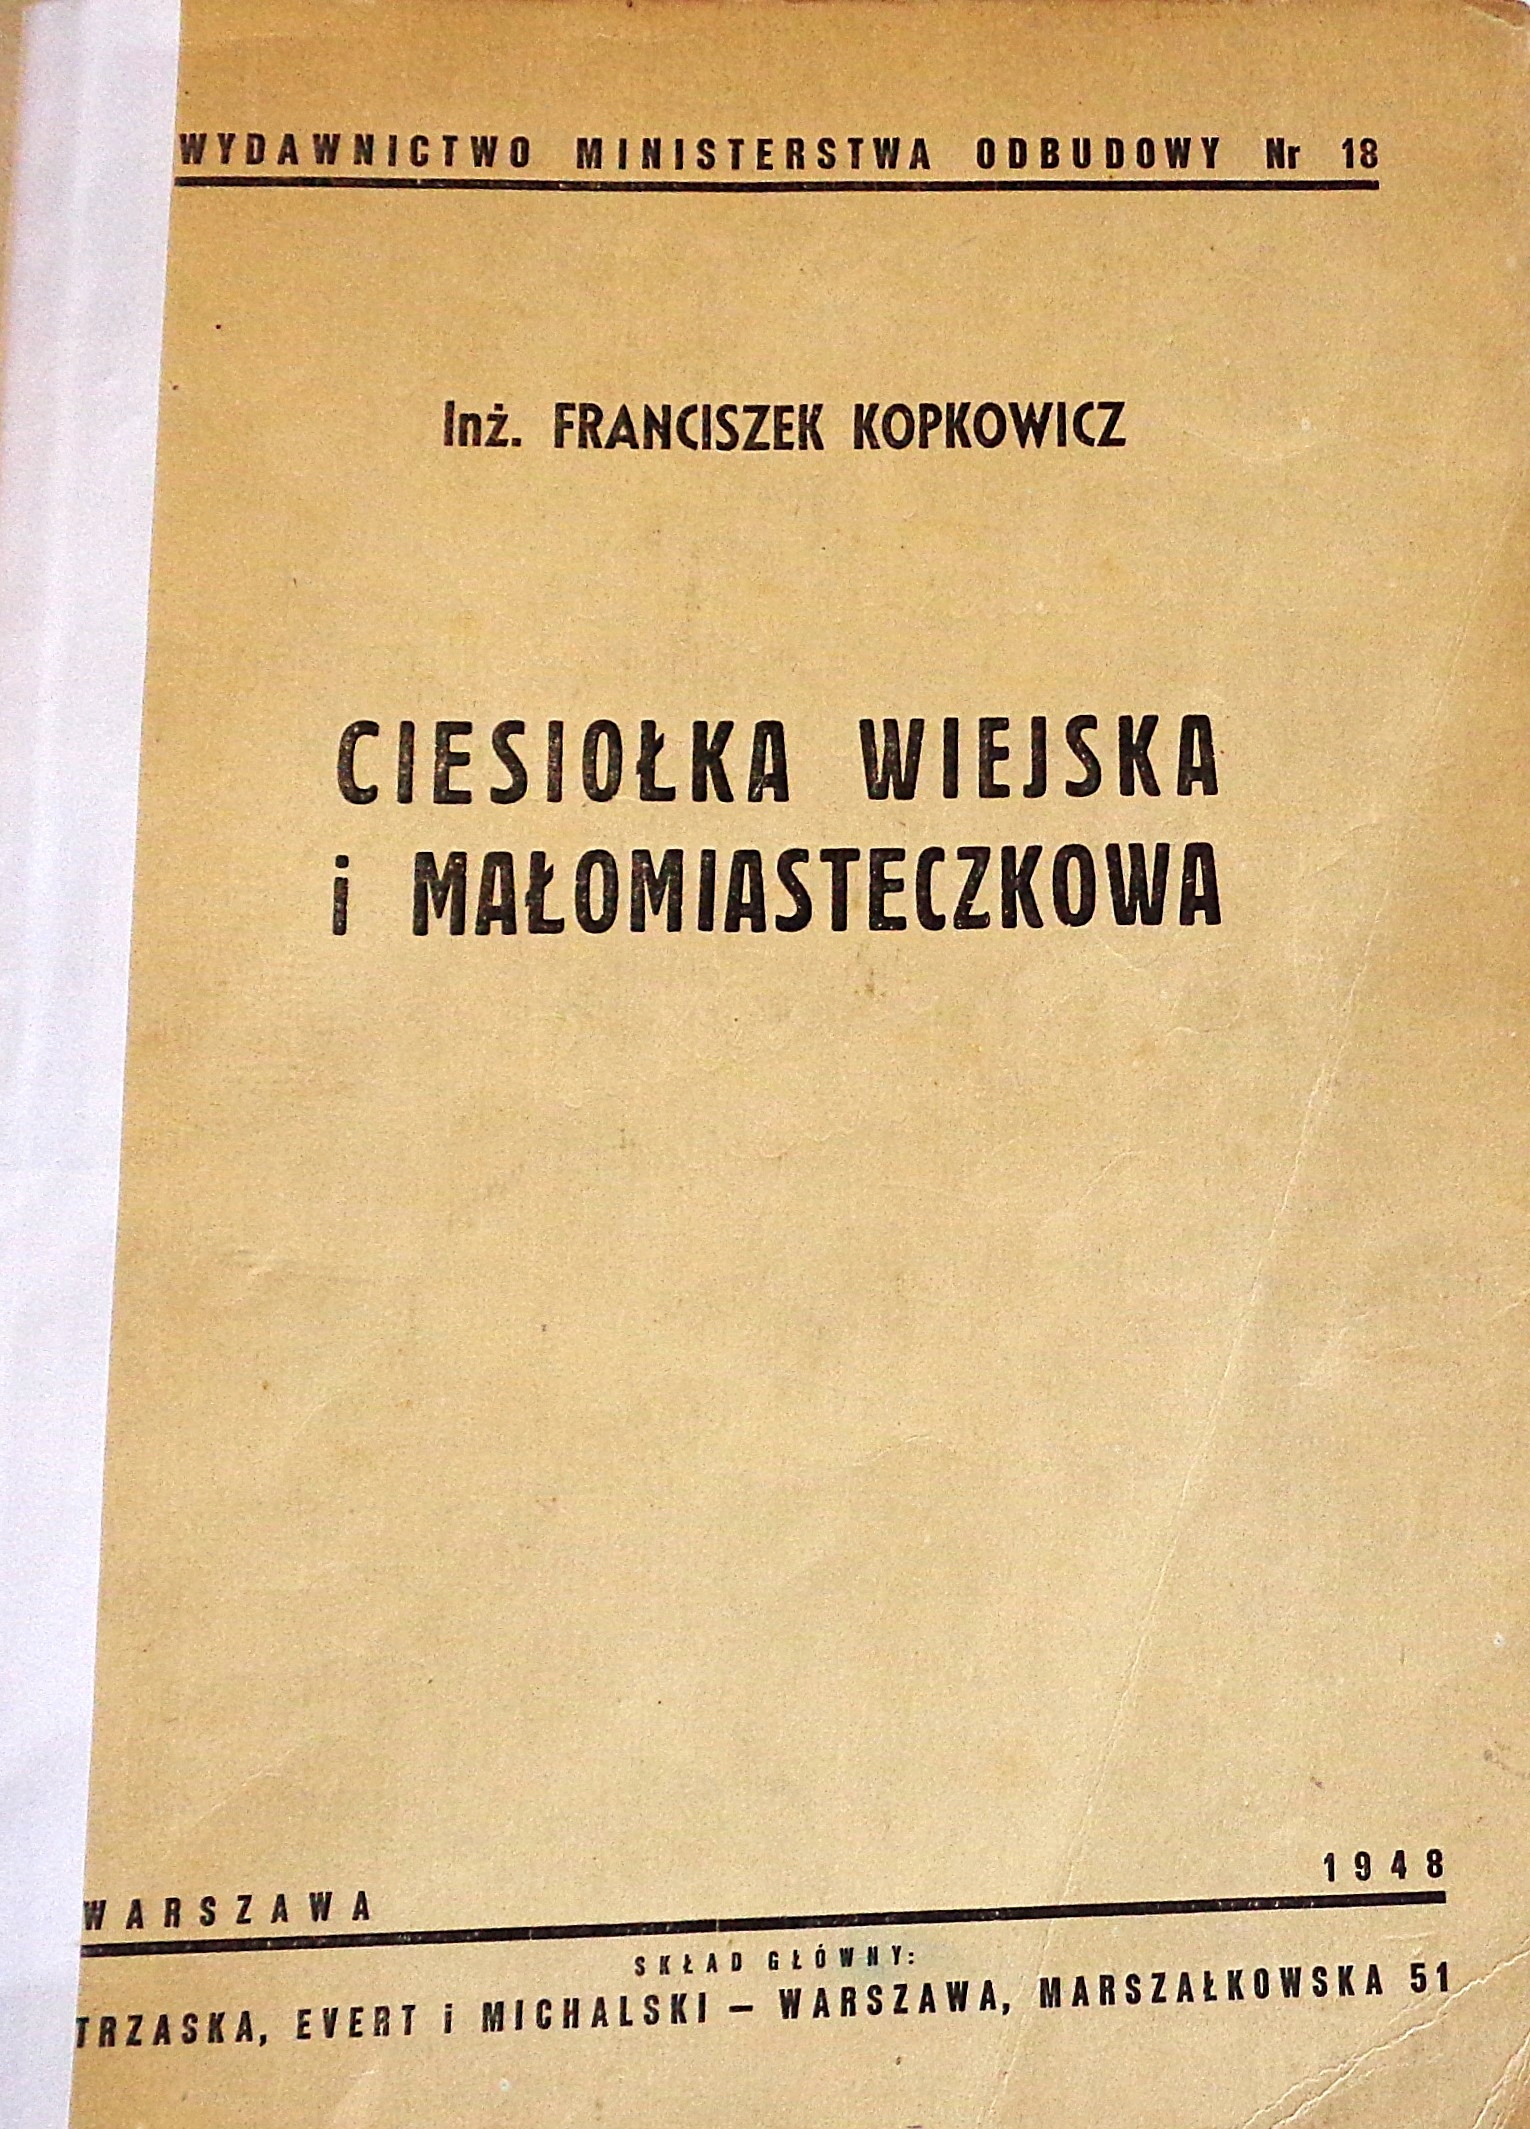 WYDAWNICTWO MINISTERSTWA ODBUDOWY Nr 18
Inż. FRANCISZEK KOPKOWICZ
CIESIOŁKA WIEJSKA
i MAŁOMIASTECZKOWA
WARSZAWA 1948
SKŁAD GŁÓWNY:
TRZASKA, EVERT i MICHALSKI – WARSZAWA, MARSZAŁKOWSKA 51